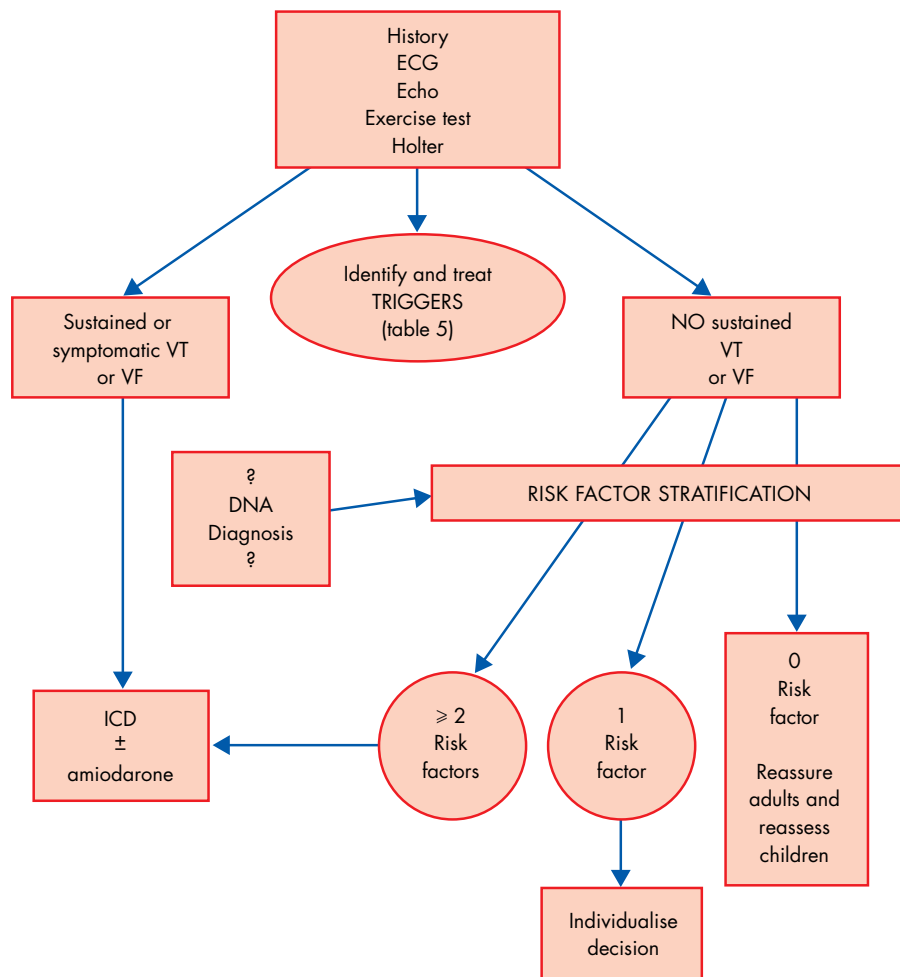 History
ECG
Echo
Exercise test
Holter
Identify and treat
TRIGGERS
(table 5)
Sustained or
symptomatic VT
or VF
NO sustained
VT
or VF
?
DNA
Diagnosis
?
RISK FACTOR STRATIFICATION
ICD
±
amiodarone
⩾ 2
Risk
factors
1
Risk
factor
0
Risk
factor
Reassure
adults and
reassess
children
Individualise
decision